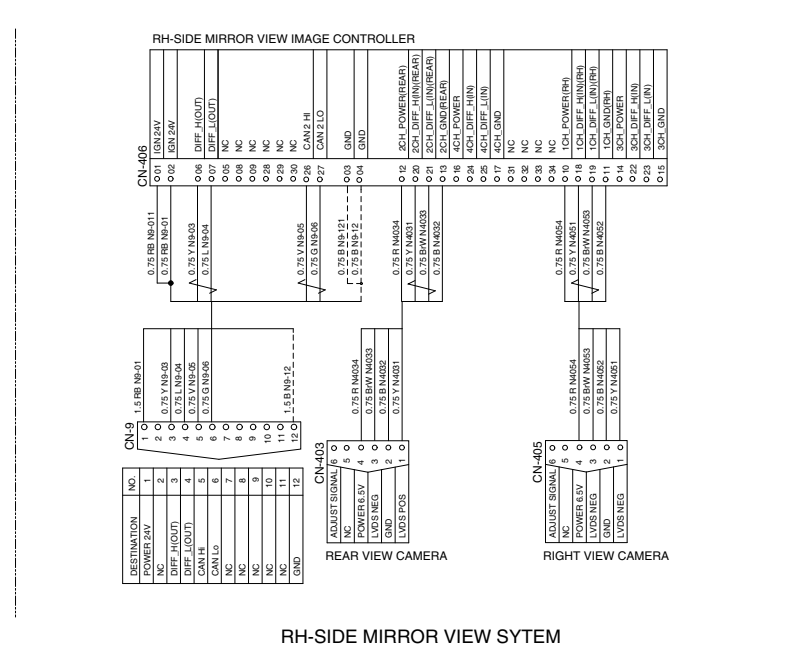 RH-SIDE MIRROR VIEW IMAGE CONTROLLER
IGN 24V
IGN 24V
DIFF_H(OUT)
DIFF_L(OUT)
NC
NC
NC
NC
NC
NC
CAN 2 HI
CAN 2 LO
GND
GND
2CH_POWER(REAR)
2CH_DIFF_H(IN)(REAR)
2CH_DIFF_L(IN)(REAR)
2CH_GND(REAR)
4CH_POWER
4CH_DIFF_H(IN)
4CH_DIFF_L(IN)
4CH_GND
NC
NC
NC
NC
1CH_POWER(RH)
1CH_DIFF_H(IN)(RH)
1CH_DIFF_L(IN)(RH)
1CH_GND(RH)
3CH_POWER
3CH_DIFF_H(IN)
3CH_DIFF_L(IN)
3CH_GND
CN-406
01
02
06
07
05
08
09
28
29
30
26
27
03
04
12
20
21
13
16
24
25
17
31
32
33
34
10
18
19
11
14
22
23
15
0.75 RB N9-011
0.75 RB N9-01
0.75 Y N9-03
0.75 L N9-04
0.75 V N9-05
0.75 G N9-06
0.75 B N9-121
0.75 B N9-12
0.75 R N4034
0.75 Y N4031
0.75 BrW N4033
0.75 B N4032
0.75 R N4054
0.75 Y N4051
0.75 BrW N4053
0.75 B N4052
1.5 RB N9-01
0.75 Y N9-03
0.75 L N9-04
0.75 V N9-05
0.75 G N9-06
1.5 B N9-12
0.75 R N4034
0.75 BrW N4033
0.75 B N4032
0.75 Y N4031
0.75 R N4054
0.75 BrW N4053
0.75 B N4052
0.75 Y N4051
CN-9
1
2
3
4
5
6
7
8
9
10
11
12
DESTINATION NO.
POWER 24V 1
NC 2
DIFF_H(OUT) 3
DIFF_L(OUT) 4
CAN Hi 5
CAN Lo 6
NC 7
NC 8
NC 9
NC 10
NC 11
GND 12
CN-403
ADJUST SIGNAL 6
NC 5
POWER 6.5V 4
LVDS NEG 3
GND 2
LVDS POS 1
REAR VIEW CAMERA
CN-405
ADJUST SIGNAL 6
NC 5
POWER 6.5V 4
LVDS NEG 3
GND 2
LVDS NEG 1
RIGHT VIEW CAMERA
RH-SIDE MIRROR VIEW SYTEM